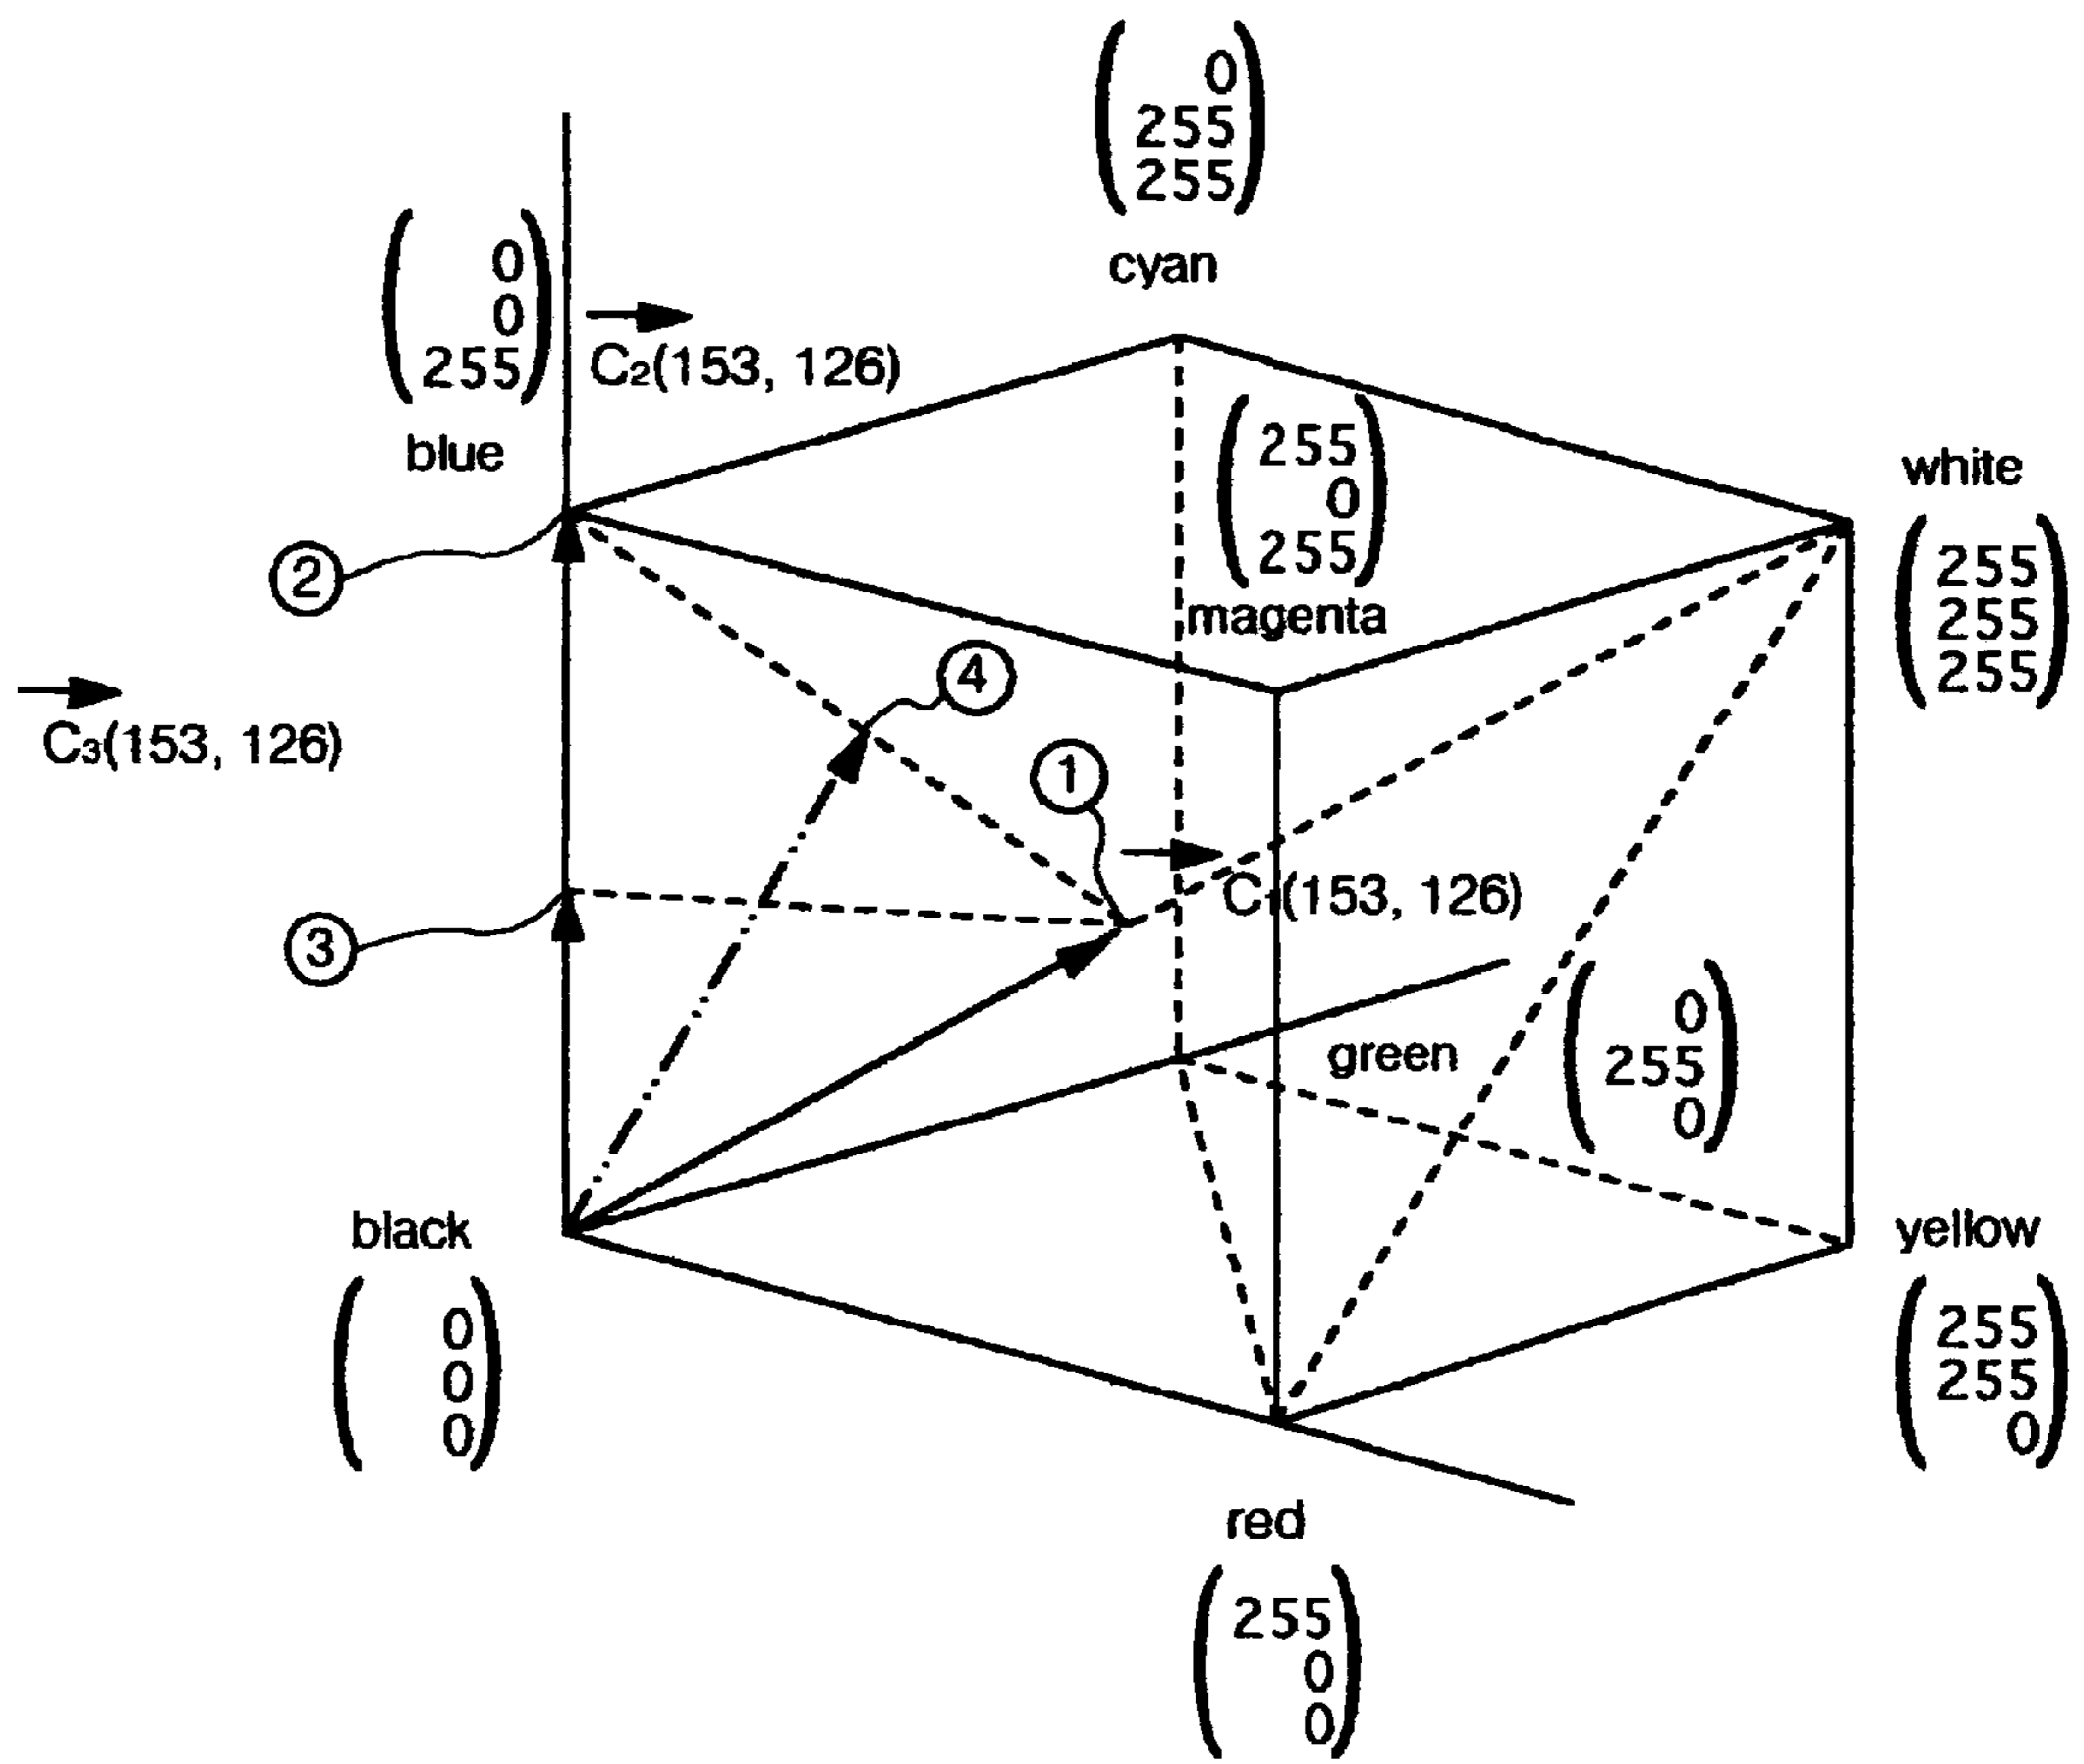 0
255
255
cyan
0
0
255
blue
C2(153, 126)
255
0
255
magenta
white
255
255
255
②
④
C3(153, 126)
①
C1(153, 126)
③
green
0
255
0
black
0
0
0
yellow
255
255
0
red
255
0
0